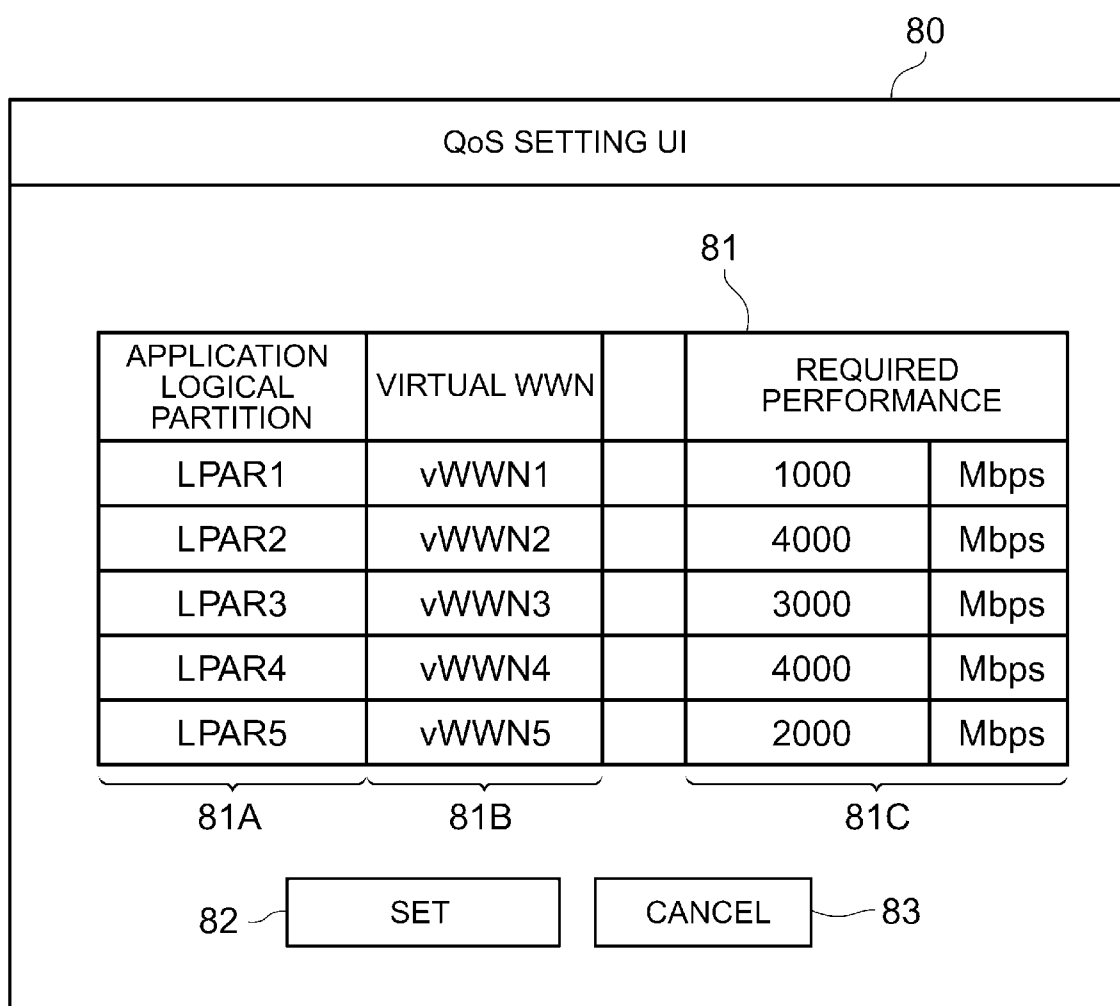 80
QoS SETTING UI
81
APPLICATION
LOGICAL
PARTITION
VIRTUAL WWN
REQUIRED
PERFORMANCE
LPAR1 vWWN1 1000 Mbps
LPAR2 vWWN2 4000 Mbps
LPAR3 vWWN3 3000 Mbps
LPAR4 vWWN4 4000 Mbps
LPAR5 vWWN5 2000 Mbps
81A 81B 81C
82 SET CANCEL 83